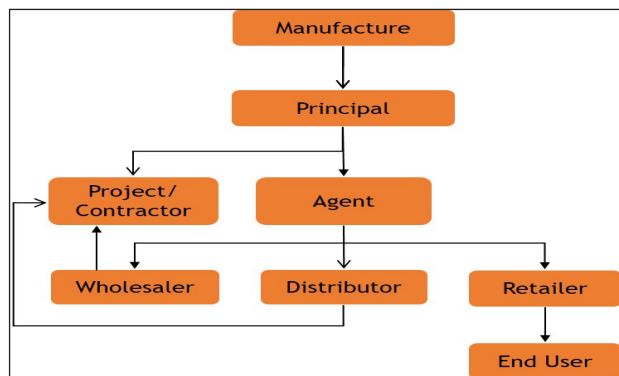 Manufacture
Principal
Project/
Contractor
Agent
Wholesaler
Distributor
Retailer
End User